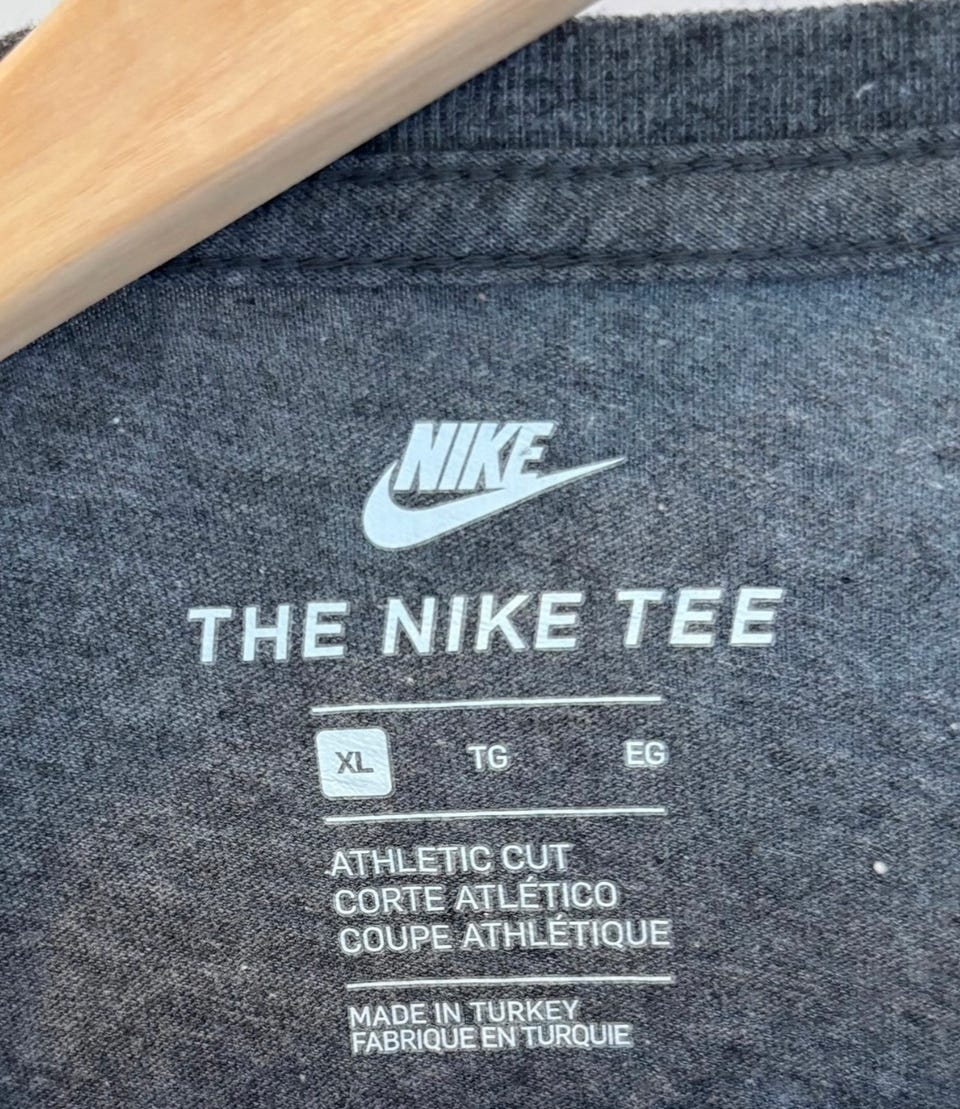 NIKE
THE NIKE TEE
XL TG EG
ATHLETIC CUT
CORTE ATLÉTICO
COUPE ATHLÉTIQUE
MADE IN TURKEY
FABRIQUE EN TURQUIE